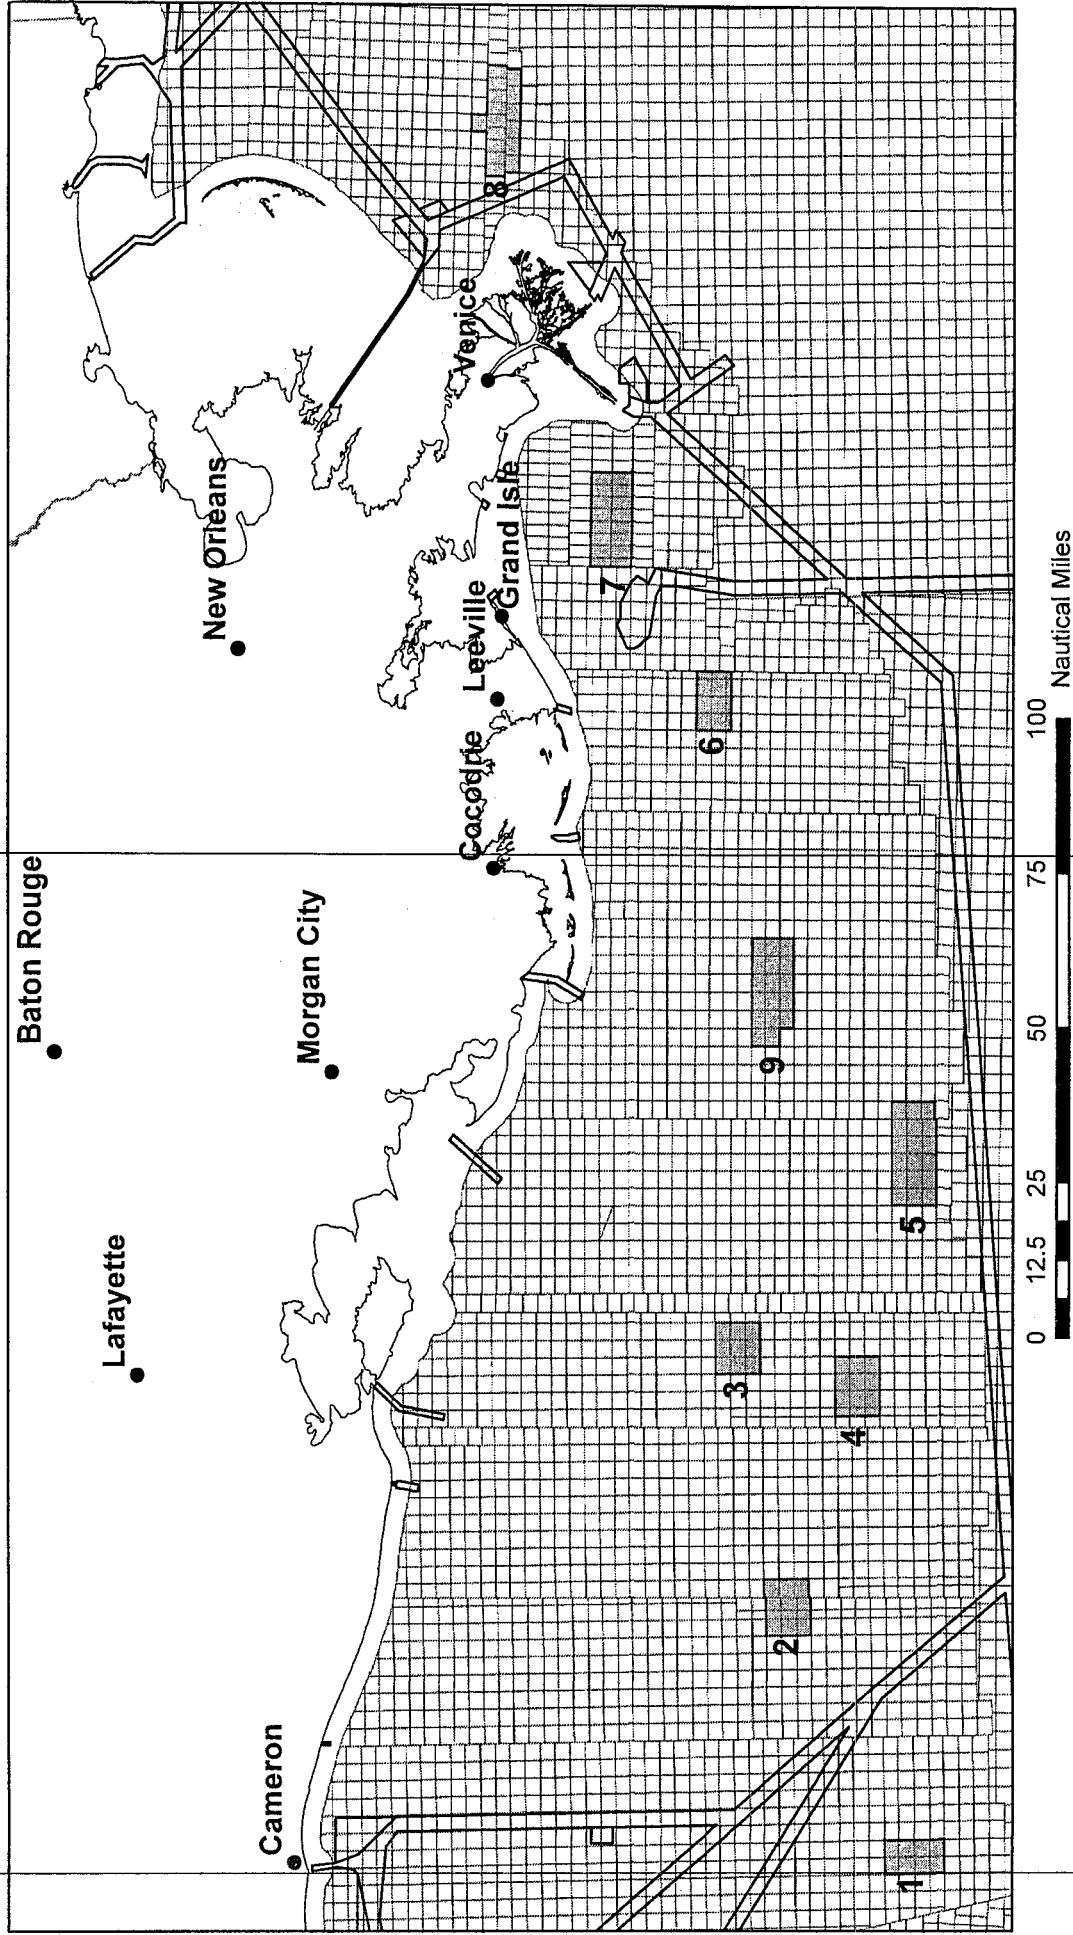 Baton Rouge
Lafayette
New Orleans
Morgan City
Cameron
Cocodrie
Leeville
Grand Isle
Venice
1
2
3
4
5
9
6
7
8
0 12.5 25 50 75 100
Nautical Miles